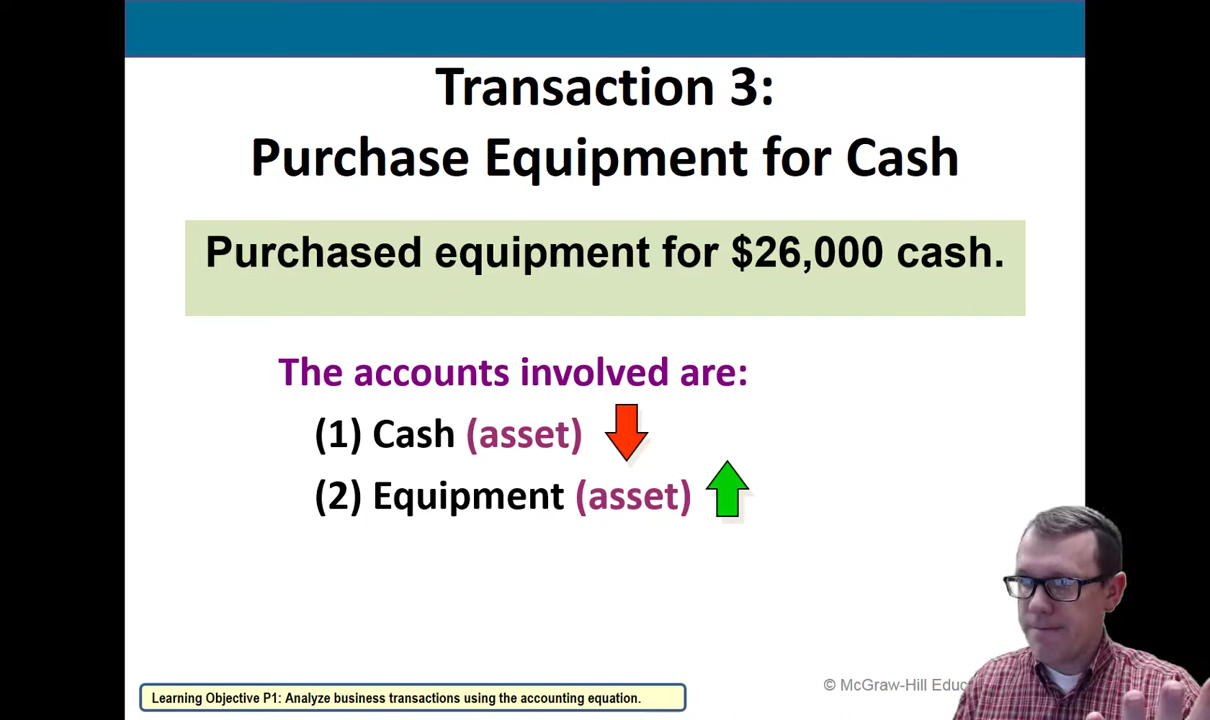 Transaction 3:
Purchase Equipment for Cash
Purchased equipment for $26,000 cash.
The accounts involved are:
(1) Cash (asset)
(2) Equipment (asset)
Learning Objective P1: Analyze business transactions using the accounting equation.
© McGraw-Hill